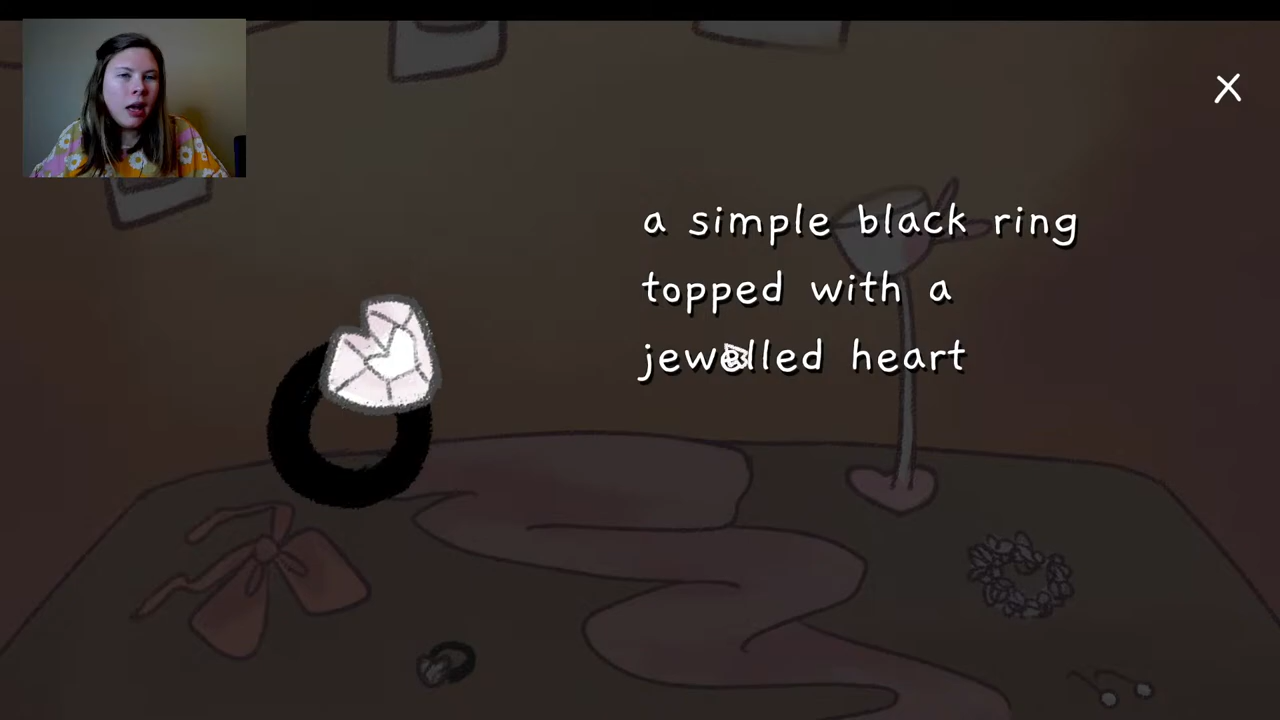 a simple black ring
topped with a
jewelled heart